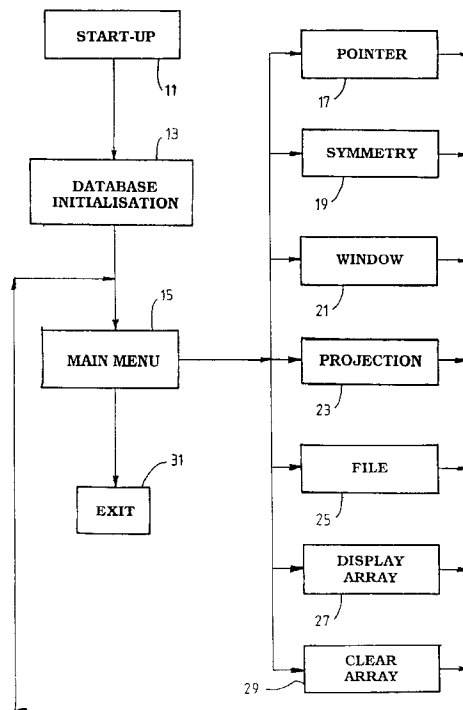 START-UP
11
13
DATABASE
INITIALISATION
15
MAIN MENU
31
EXIT
POINTER
17
SYMMETRY
19
WINDOW
21
PROJECTION
23
FILE
25
DISPLAY
ARRAY
27
CLEAR
ARRAY
29